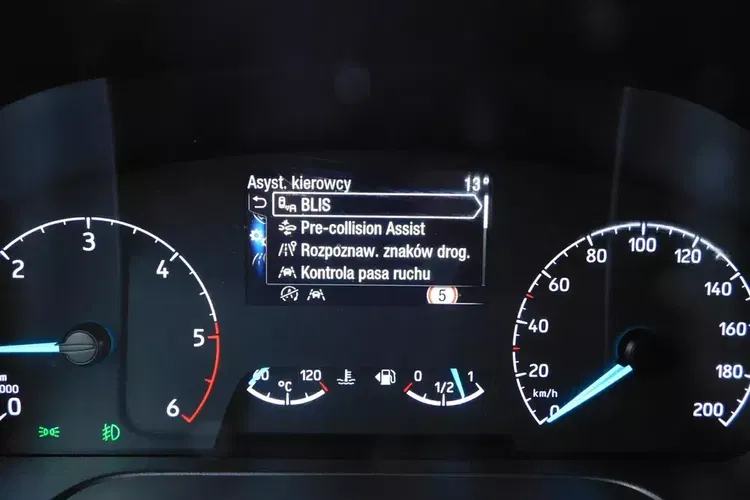 Asyst. kierowcy 13°
BLIS
Pre-collision Assist
Rozpoznaw. znaków drog.
Kontrola pasa ruchu
5
0 2 3 4 5 6
60 °C 120
0 1/2 1
0 20 40 60 80 100 120 140 160 180 200
km/h